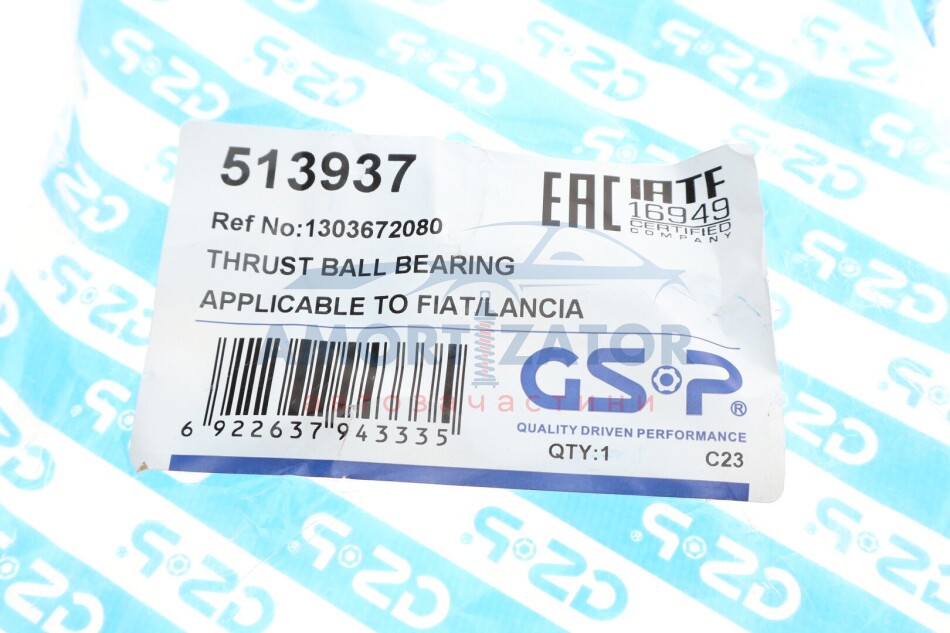 513937
Ref No:1303672080
THRUST BALL BEARING
APPLICABLE TO FIAT/LANCIA
EAC
IATF
16949
CERTIFIED
COMPANY
AMORTIZATOR
автозапчастини
6 922637 943335
GSP®
QUALITY DRIVEN PERFORMANCE
QTY:1
C23